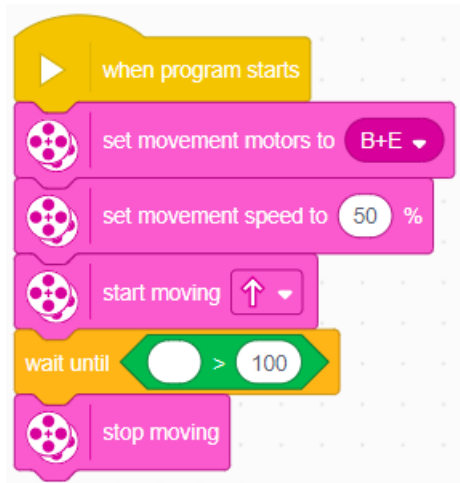 when program starts
set movement motors to B+E
set movement speed to 50 %
start moving
wait until > 100
stop moving